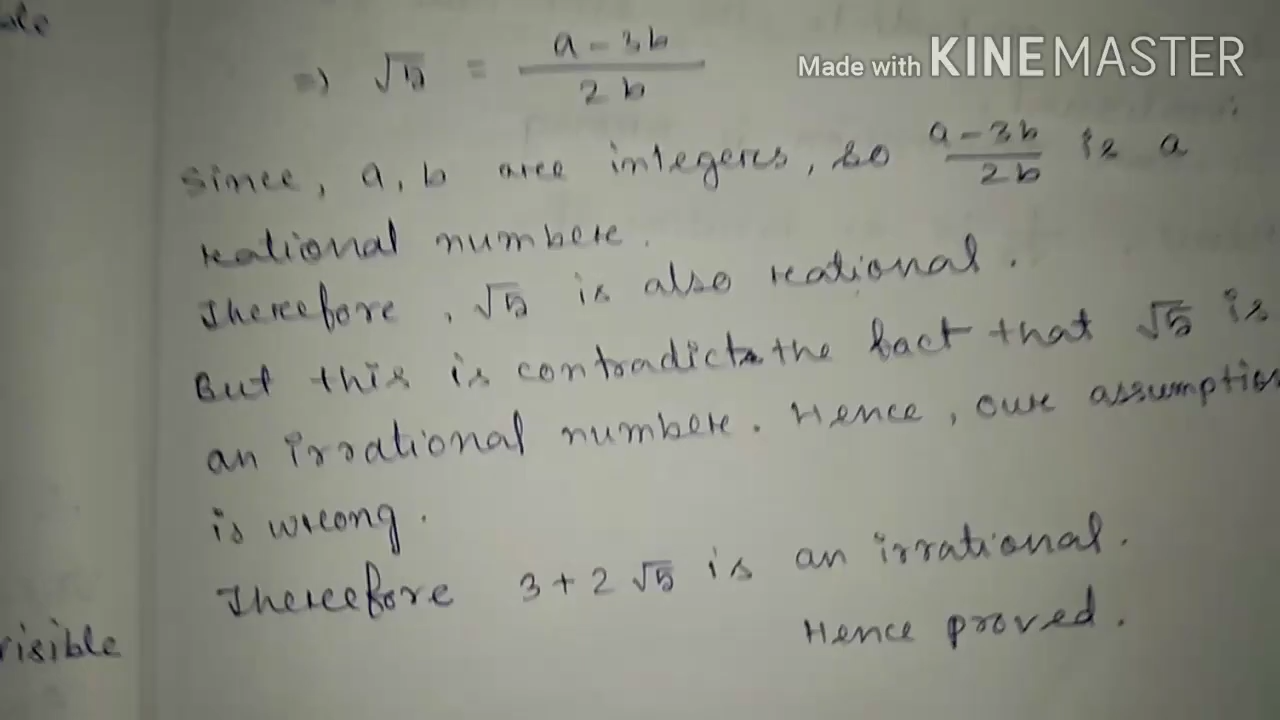 Made with KINEMASTER
⇒ √5 = a - 3b / 2b
Since, a, b are integers, so a - 3b / 2b is a
rational number.
Therefore, √5 is also rational.
But this is contradicts the fact that √5 is
an irrational number. Hence, our assumption
is wrong.
Therefore 3 + 2√5 is an irrational.
Hence proved.
risible